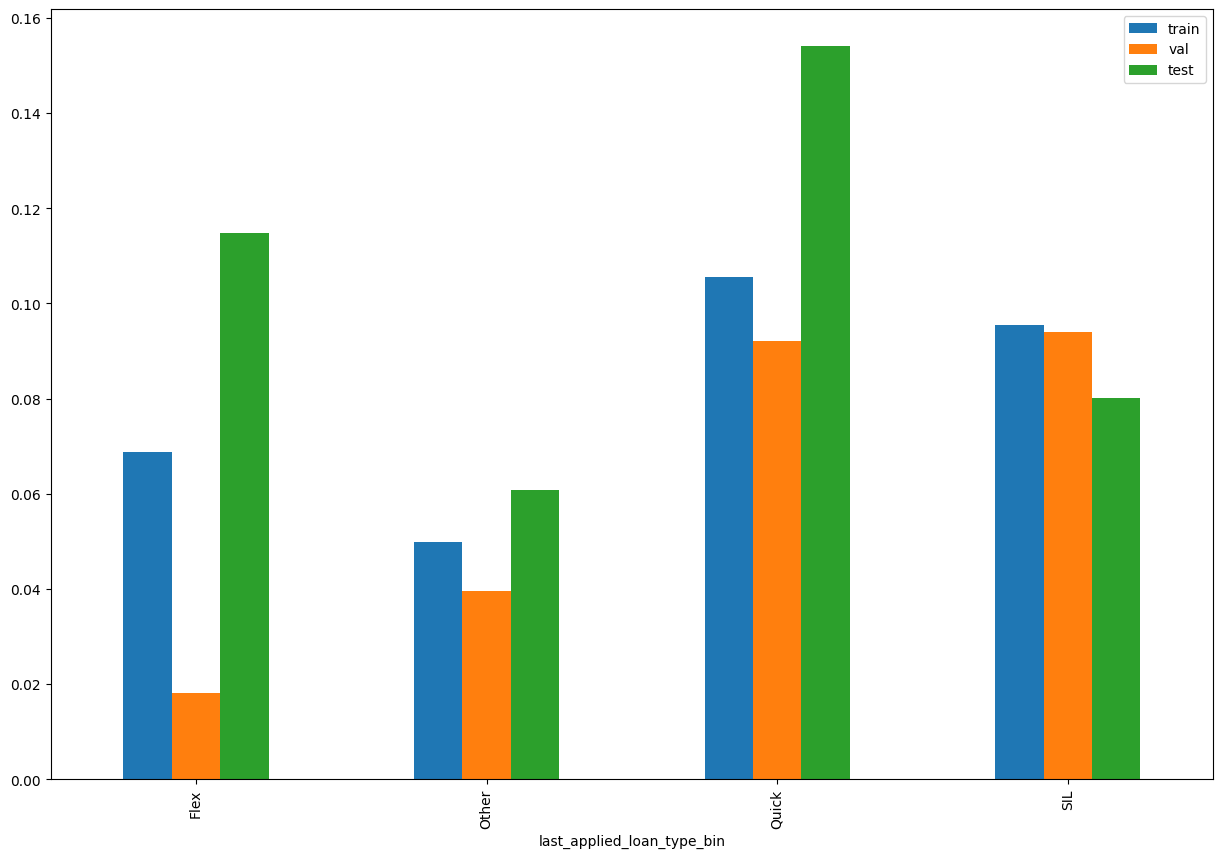 0.16
0.14
0.12
0.10
0.08
0.06
0.04
0.02
0.00
train
val
test
Flex
Other
Quick
SIL
last_applied_loan_type_bin